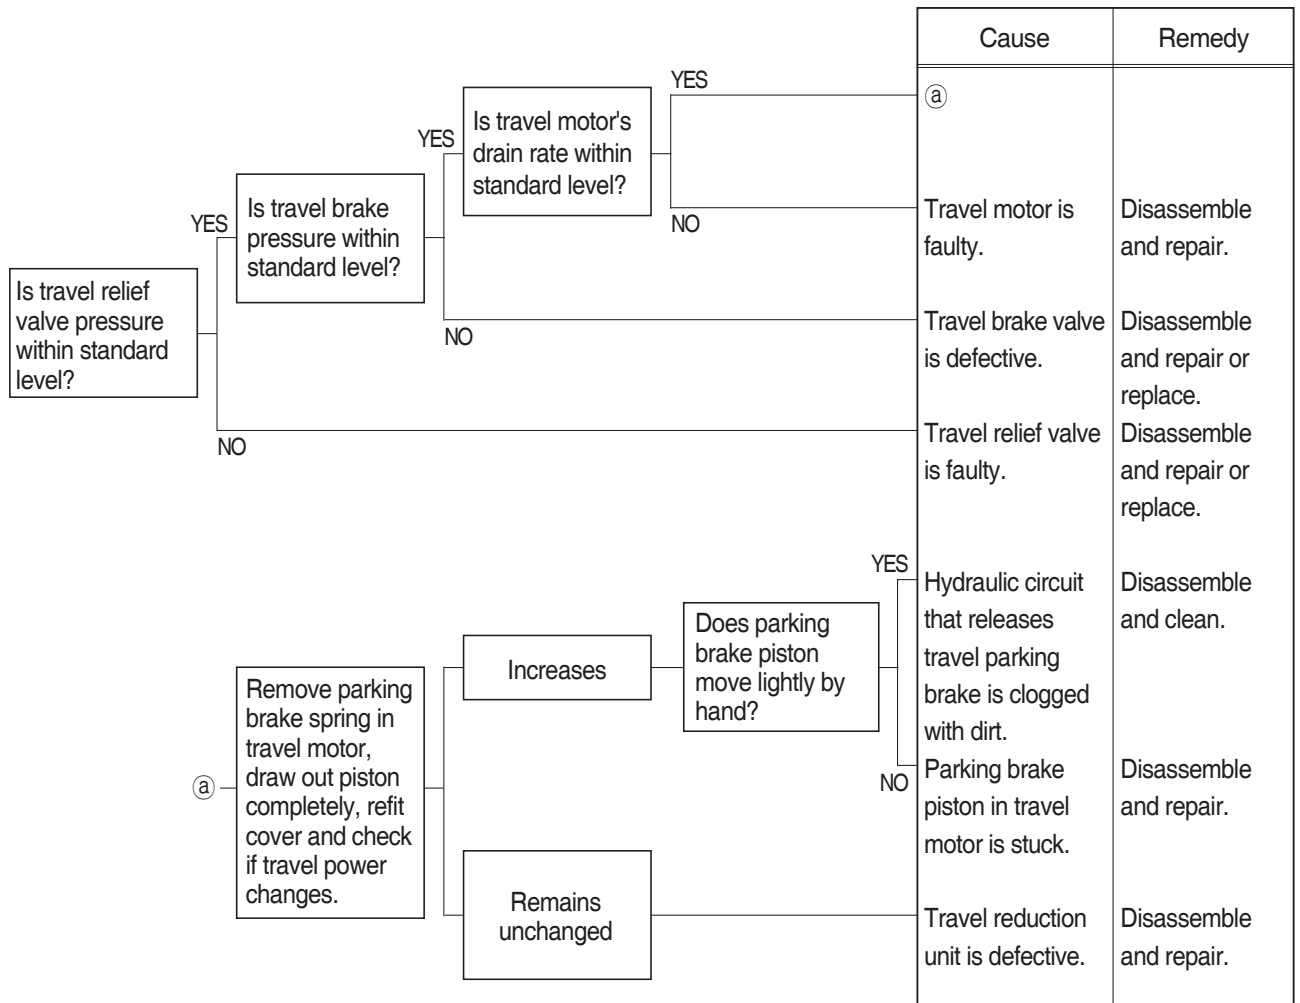 Cause
Remedy
YES
ⓐ
Is travel motor's
drain rate within
standard level?
YES
NO
Travel motor is
faulty.
Disassemble
and repair.
Is travel brake
pressure within
standard level?
YES
NO
Travel brake valve
is defective.
Disassemble
and repair or
replace.
Is travel relief
valve pressure
within standard
level?
NO
Travel relief valve
is faulty.
Disassemble
and repair or
replace.
ⓐ
Remove parking
brake spring in
travel motor,
draw out piston
completely, refit
cover and check
if travel power
changes.
Increases
Does parking
brake piston
move lightly by
hand?
YES
Hydraulic circuit
that releases
travel parking
brake is clogged
with dirt.
Disassemble
and clean.
NO
Parking brake
piston in travel
motor is stuck.
Disassemble
and repair.
Remains
unchanged
Travel reduction
unit is defective.
Disassemble
and repair.